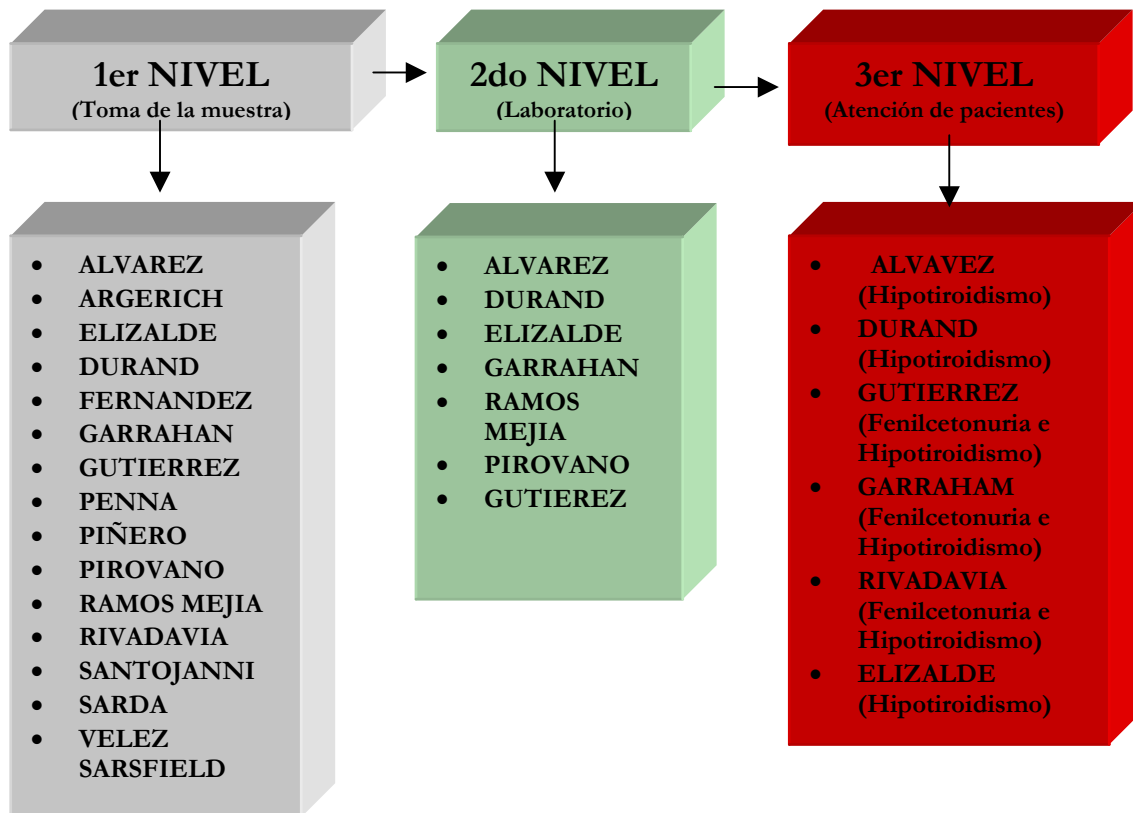 1er NIVEL
(Toma de la muestra)
2do NIVEL
(Laboratorio)
3er NIVEL
(Atención de pacientes)
• ALVAREZ
• ARGERICH
• ELIZALDE
• DURAND
• FERNANDEZ
• GARRAHAN
• GUTIERREZ
• PENNA
• PIÑERO
• PIROVANO
• RAMOS MEJIA
• RIVADAVIA
• SANTOJANNI
• SARDA
• VELEZ
SARSFIELD
• ALVAREZ
• DURAND
• ELIZALDE
• GARRAHAN
• RAMOS
MEJIA
• PIROVANO
• GUTIEREZ
• ALVAVEZ
(Hipotiroidismo)
• DURAND
(Hipotiroidismo)
• GUTIERREZ
(Fenilcetonuria e
Hipotiroidismo)
• GARRAHAM
(Fenilcetonuria e
Hipotiroidismo)
• RIVADAVIA
(Fenilcetonuria e
Hipotiroidismo)
• ELIZALDE
(Hipotiroidismo)